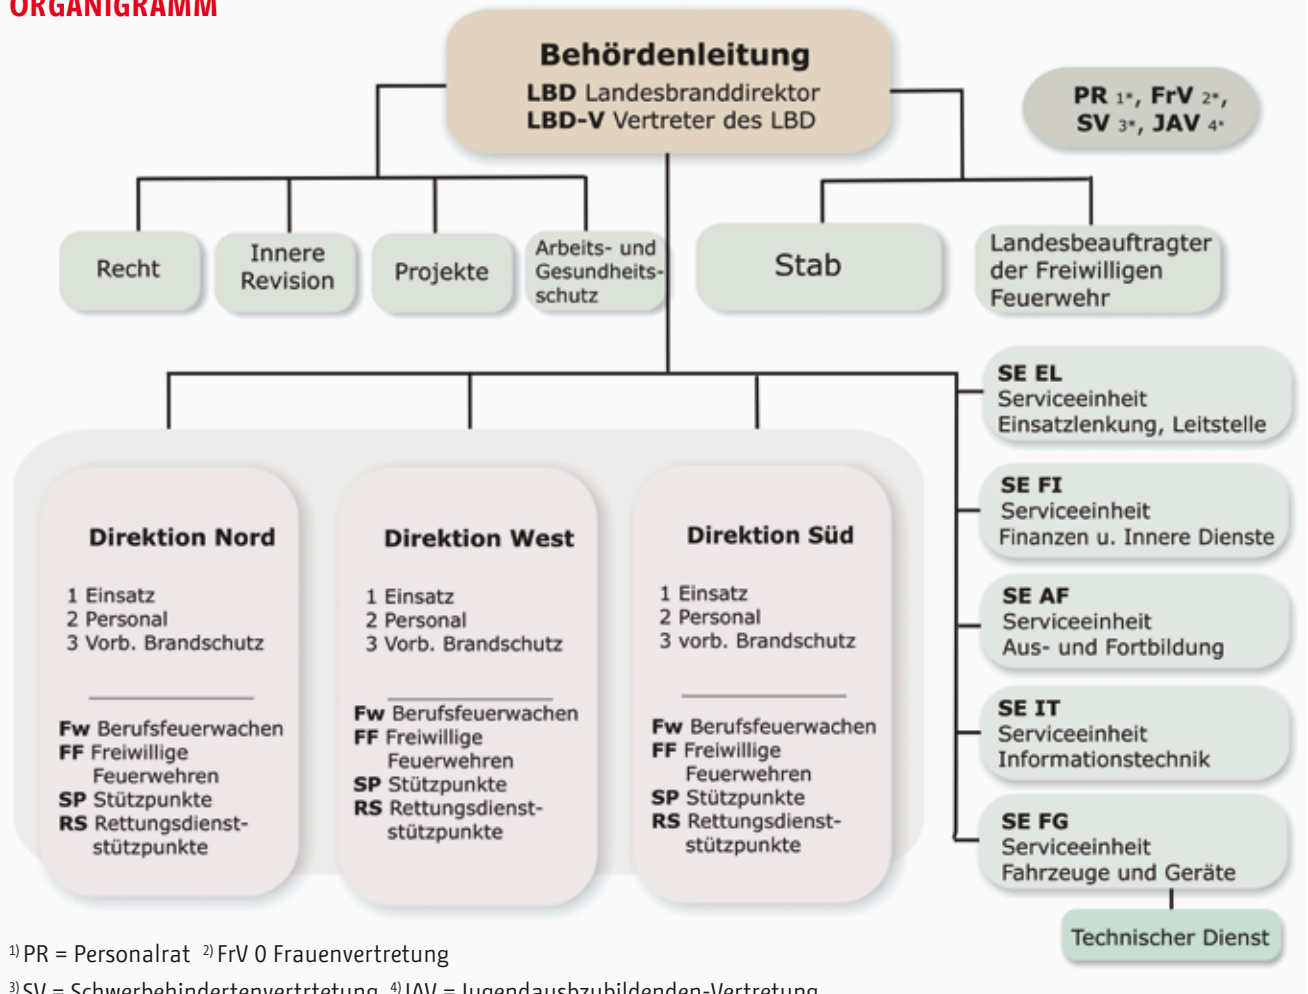 ORGANIGRAMM
Behördenleitung
LBD Landesbranddirektor
LBD-V Vertreter des LBD
PR 1*, FrV 2*,
SV 3*, JAV 4*
Recht
Innere
Revision
Projekte
Arbeits- und
Gesundheits-
schutz
Stab
Landesbeauftragter
der Freiwilligen
Feuerwehr
Direktion Nord
1 Einsatz
2 Personal
3 Vorb. Brandschutz
Fw Berufsfeuerwachen
FF Freiwillige
Feuerwehren
SP Stützpunkte
RS Rettungsdienst-
stützpunkte
Direktion West
1 Einsatz
2 Personal
3 Vorb. Brandschutz
Fw Berufsfeuerwachen
FF Freiwillige
Feuerwehren
SP Stützpunkte
RS Rettungsdienst-
stützpunkte
Direktion Süd
1 Einsatz
2 Personal
3 vorb. Brandschutz
Fw Berufsfeuerwachen
FF Freiwillige
Feuerwehren
SP Stützpunkte
RS Rettungsdienst-
stützpunkte
SE EL
Serviceeinheit
Einsatzlenkung, Leitstelle
SE FI
Serviceeinheit
Finanzen u. Innere Dienste
SE AF
Serviceeinheit
Aus- und Fortbildung
SE IT
Serviceeinheit
Informationstechnik
SE FG
Serviceeinheit
Fahrzeuge und Geräte
Technischer Dienst
1) PR = Personalrat 2) FrV 0 Frauenvertretung
3) SV = Schwerbehindertenvertrtetung 4) JAV = Jugendauszubildenden-Vertretung